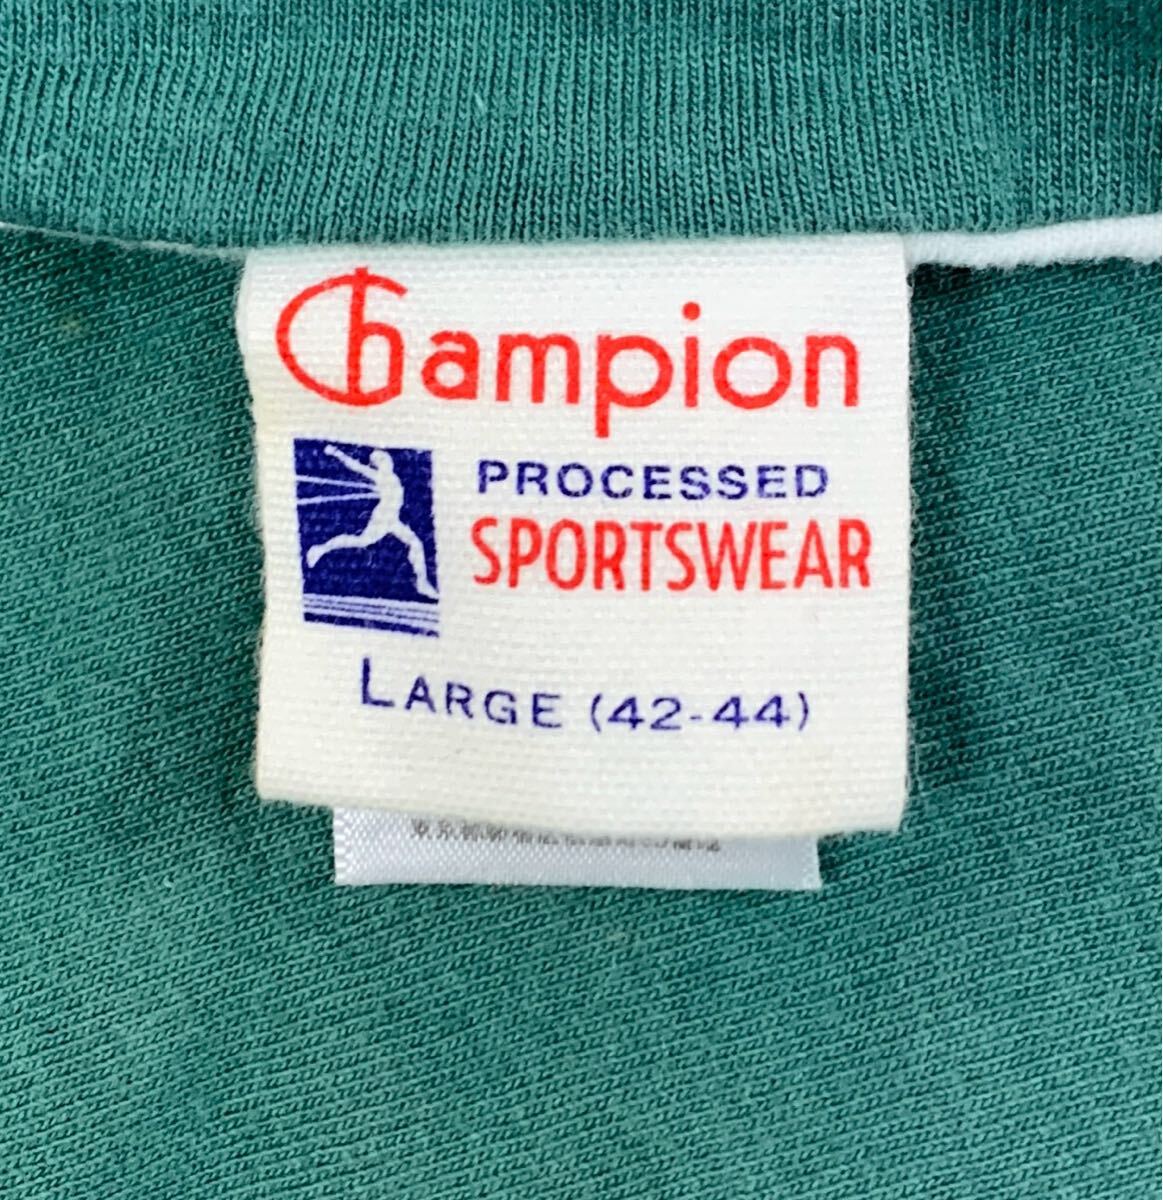 Champion
PROCESSED
SPORTSWEAR
LARGE (42-44)